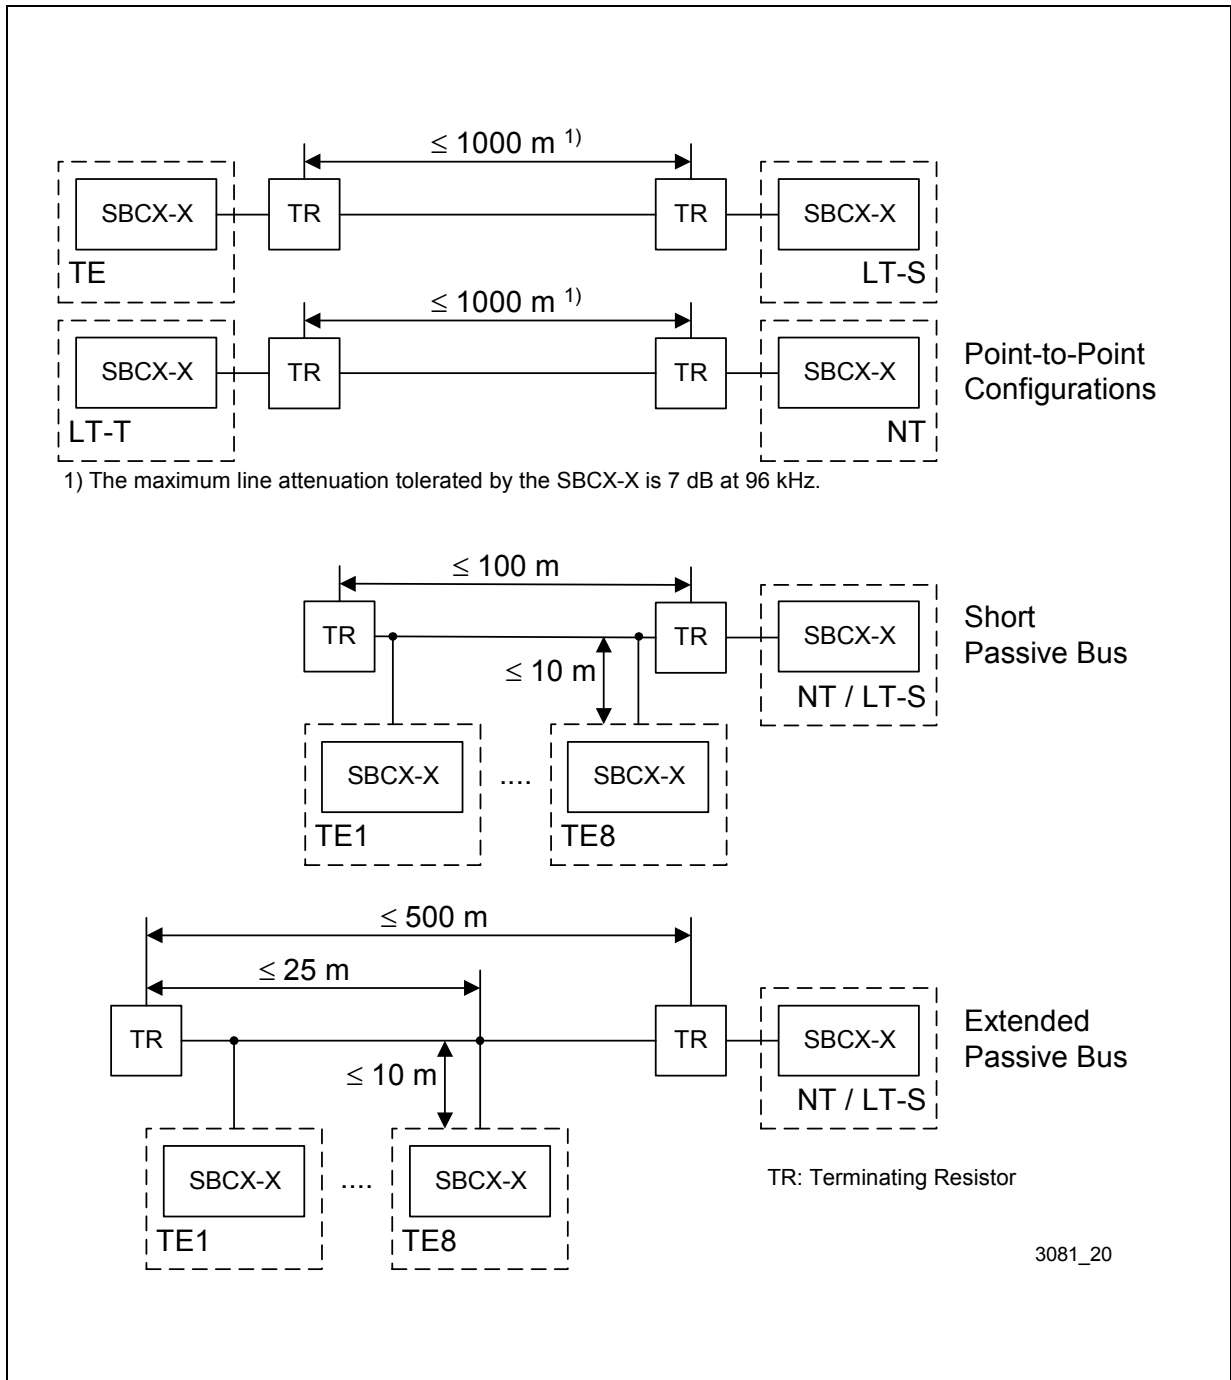 ≤ 1000 m 1)
SBCX-X TR TR SBCX-X
TE LT-S
≤ 1000 m 1)
SBCX-X TR TR SBCX-X
LT-T NT
Point-to-Point
Configurations
1) The maximum line attenuation tolerated by the SBCX-X is 7 dB at 96 kHz.
≤ 100 m
TR TR SBCX-X
≤ 10 m
NT / LT-S
Short
Passive Bus
SBCX-X .... SBCX-X
TE1 TE8
≤ 500 m
≤ 25 m
TR TR SBCX-X
≤ 10 m
NT / LT-S
Extended
Passive Bus
SBCX-X .... SBCX-X
TE1 TE8
TR: Terminating Resistor
3081_20